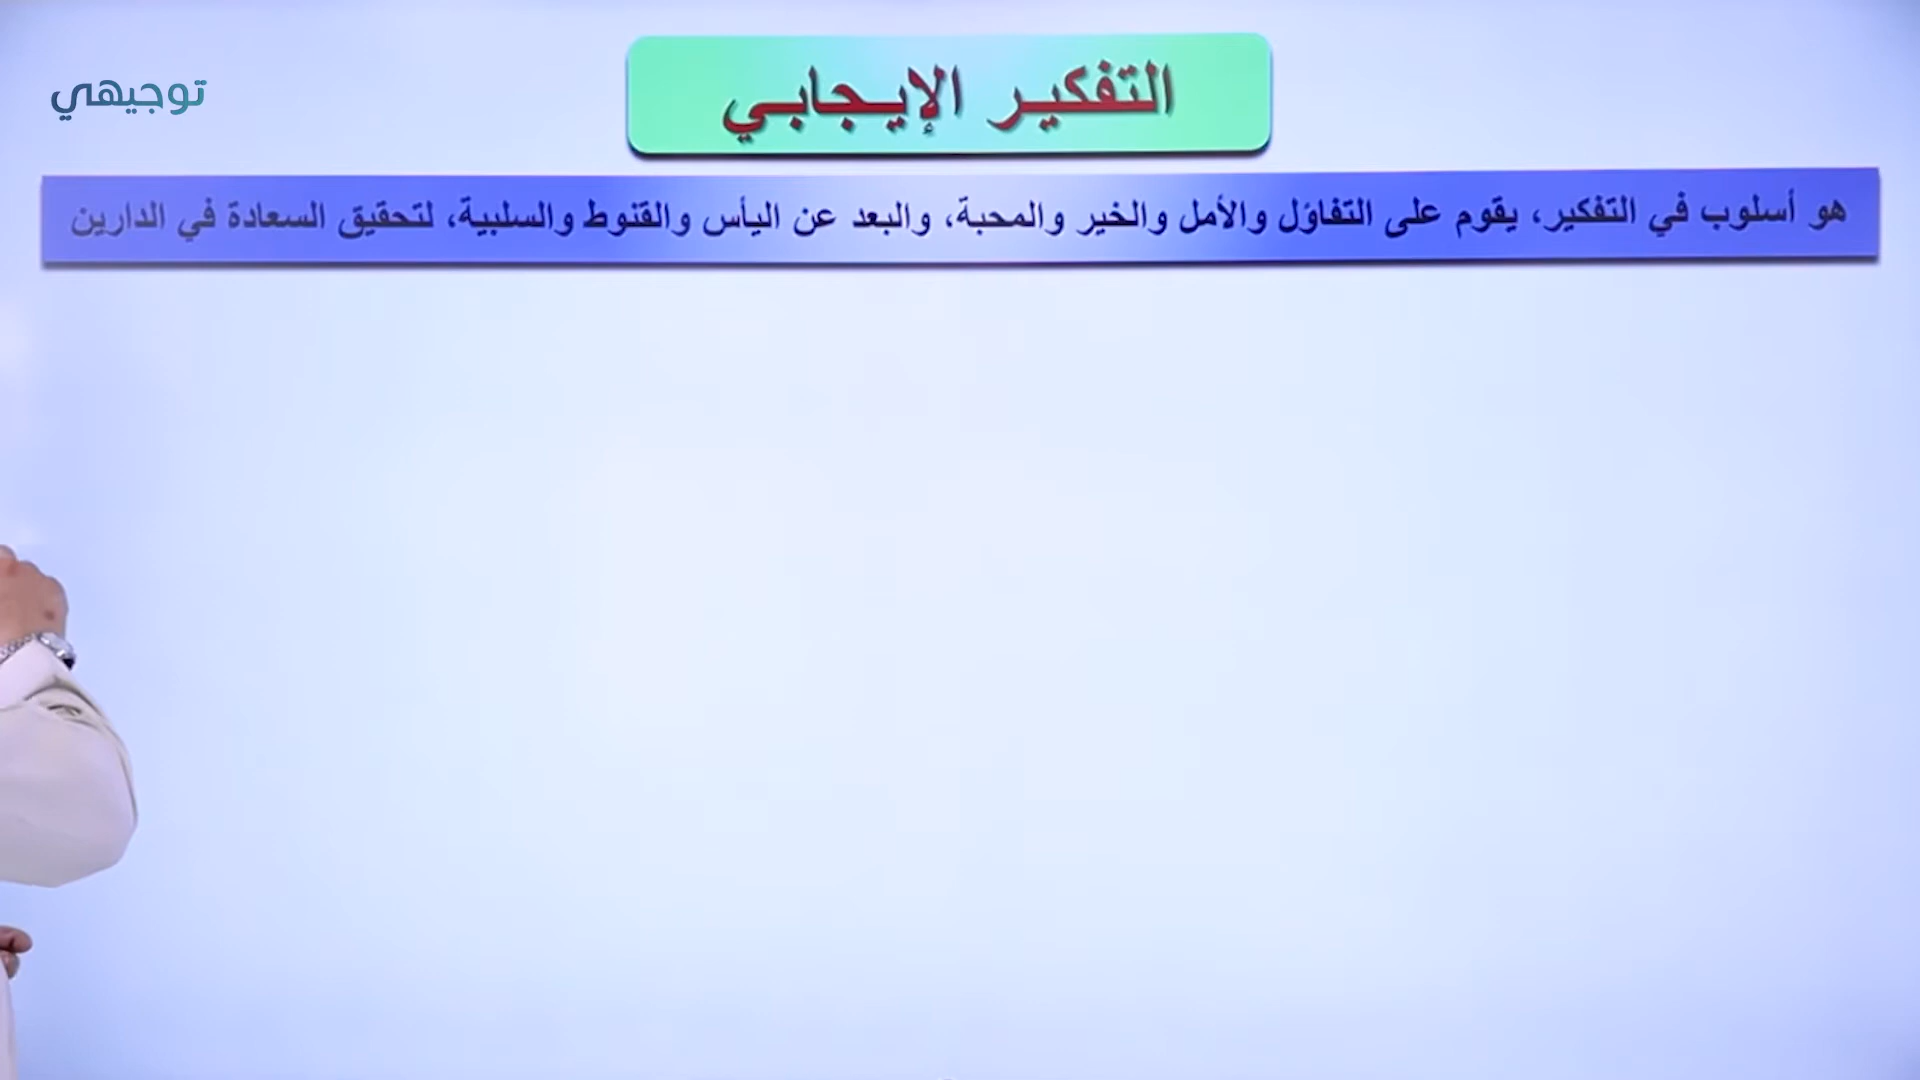 توجيهي
التفكير الإيجابي
هو أسلوب في التفكير، يقوم على التفاؤل والأمل والخير والمحبة، والبعد عن اليأس والقنوط والسلبية، لتحقيق السعادة في الدارين